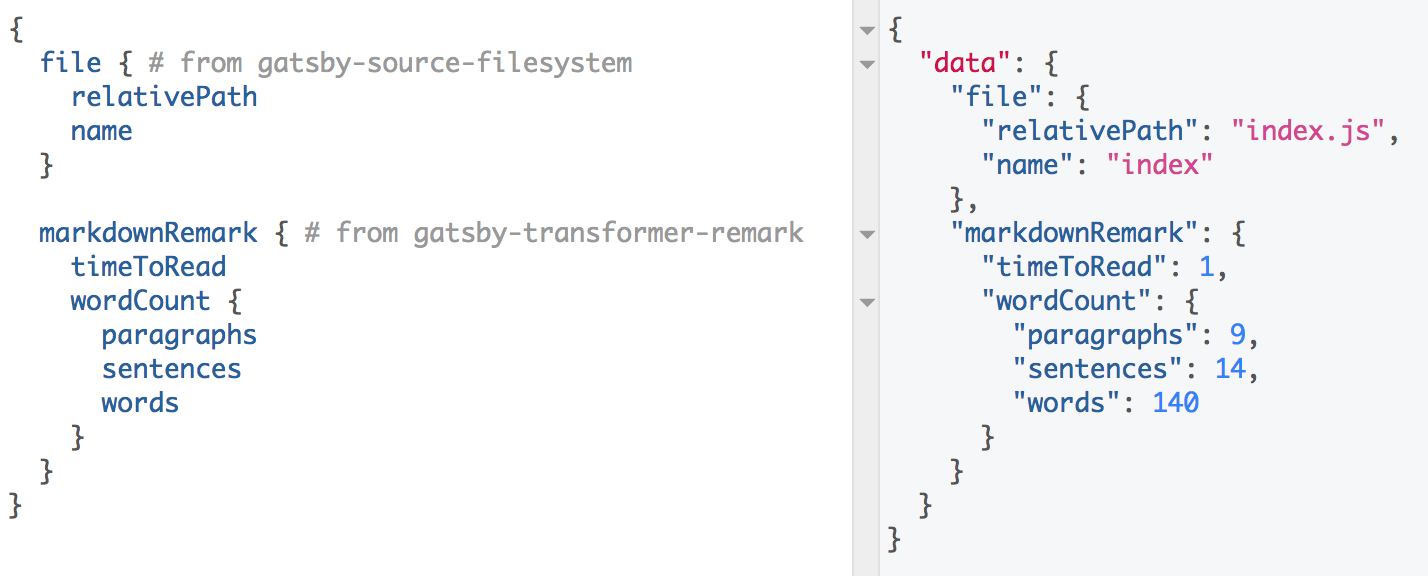 {
  file { # from gatsby-source-filesystem
    relativePath
    name
  }

  markdownRemark { # from gatsby-transformer-remark
    timeToRead
    wordCount {
      paragraphs
      sentences
      words
    }
  }
}
{
  "data": {
    "file": {
      "relativePath": "index.js",
      "name": "index"
    },
    "markdownRemark": {
      "timeToRead": 1,
      "wordCount": {
        "paragraphs": 9,
        "sentences": 14,
        "words": 140
      }
    }
  }
}